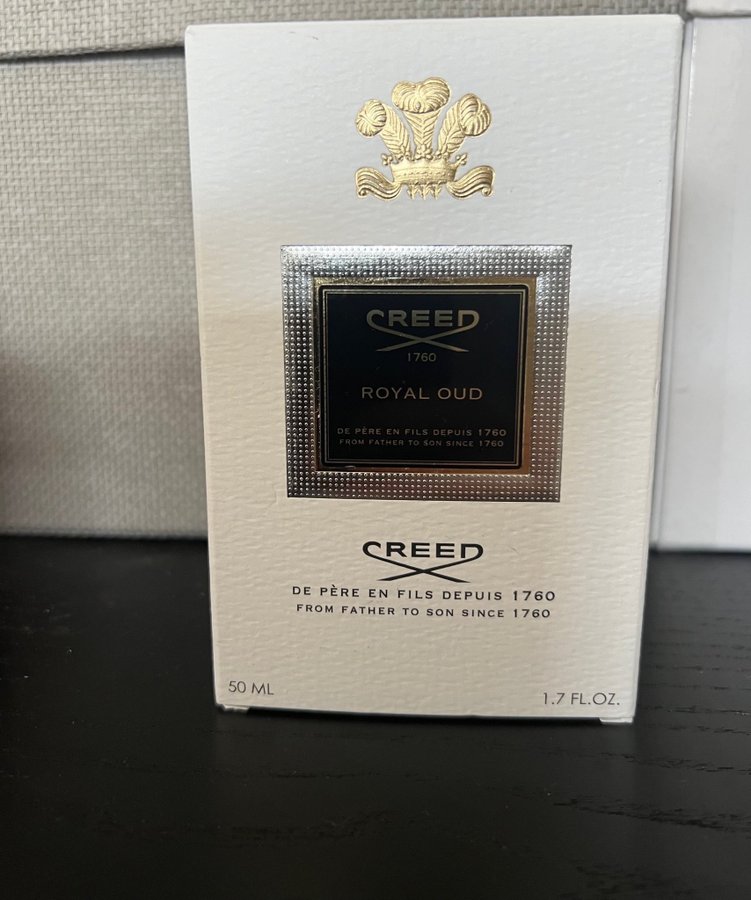 CREED
1760
ROYAL OUD
DE PÈRE EN FILS DEPUIS 1760
FROM FATHER TO SON SINCE 1760
CREED
DE PÈRE EN FILS DEPUIS 1760
FROM FATHER TO SON SINCE 1760
50 ML
1.7 FL.OZ.